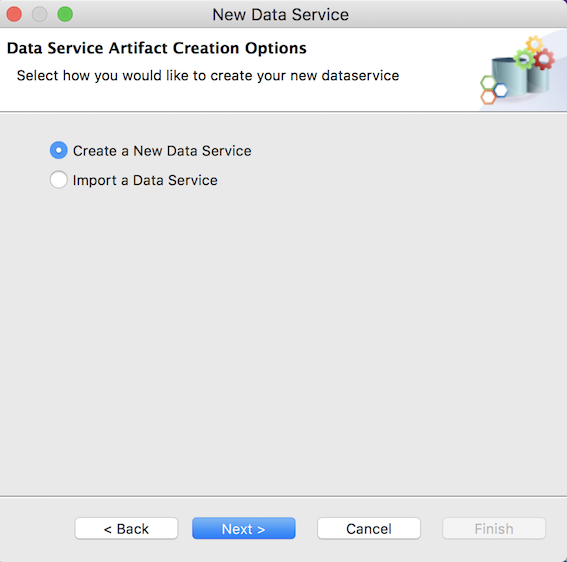 New Data Service
Data Service Artifact Creation Options
Select how you would like to create your new dataservice
Create a New Data Service
Import a Data Service
< Back
Next >
Cancel
Finish